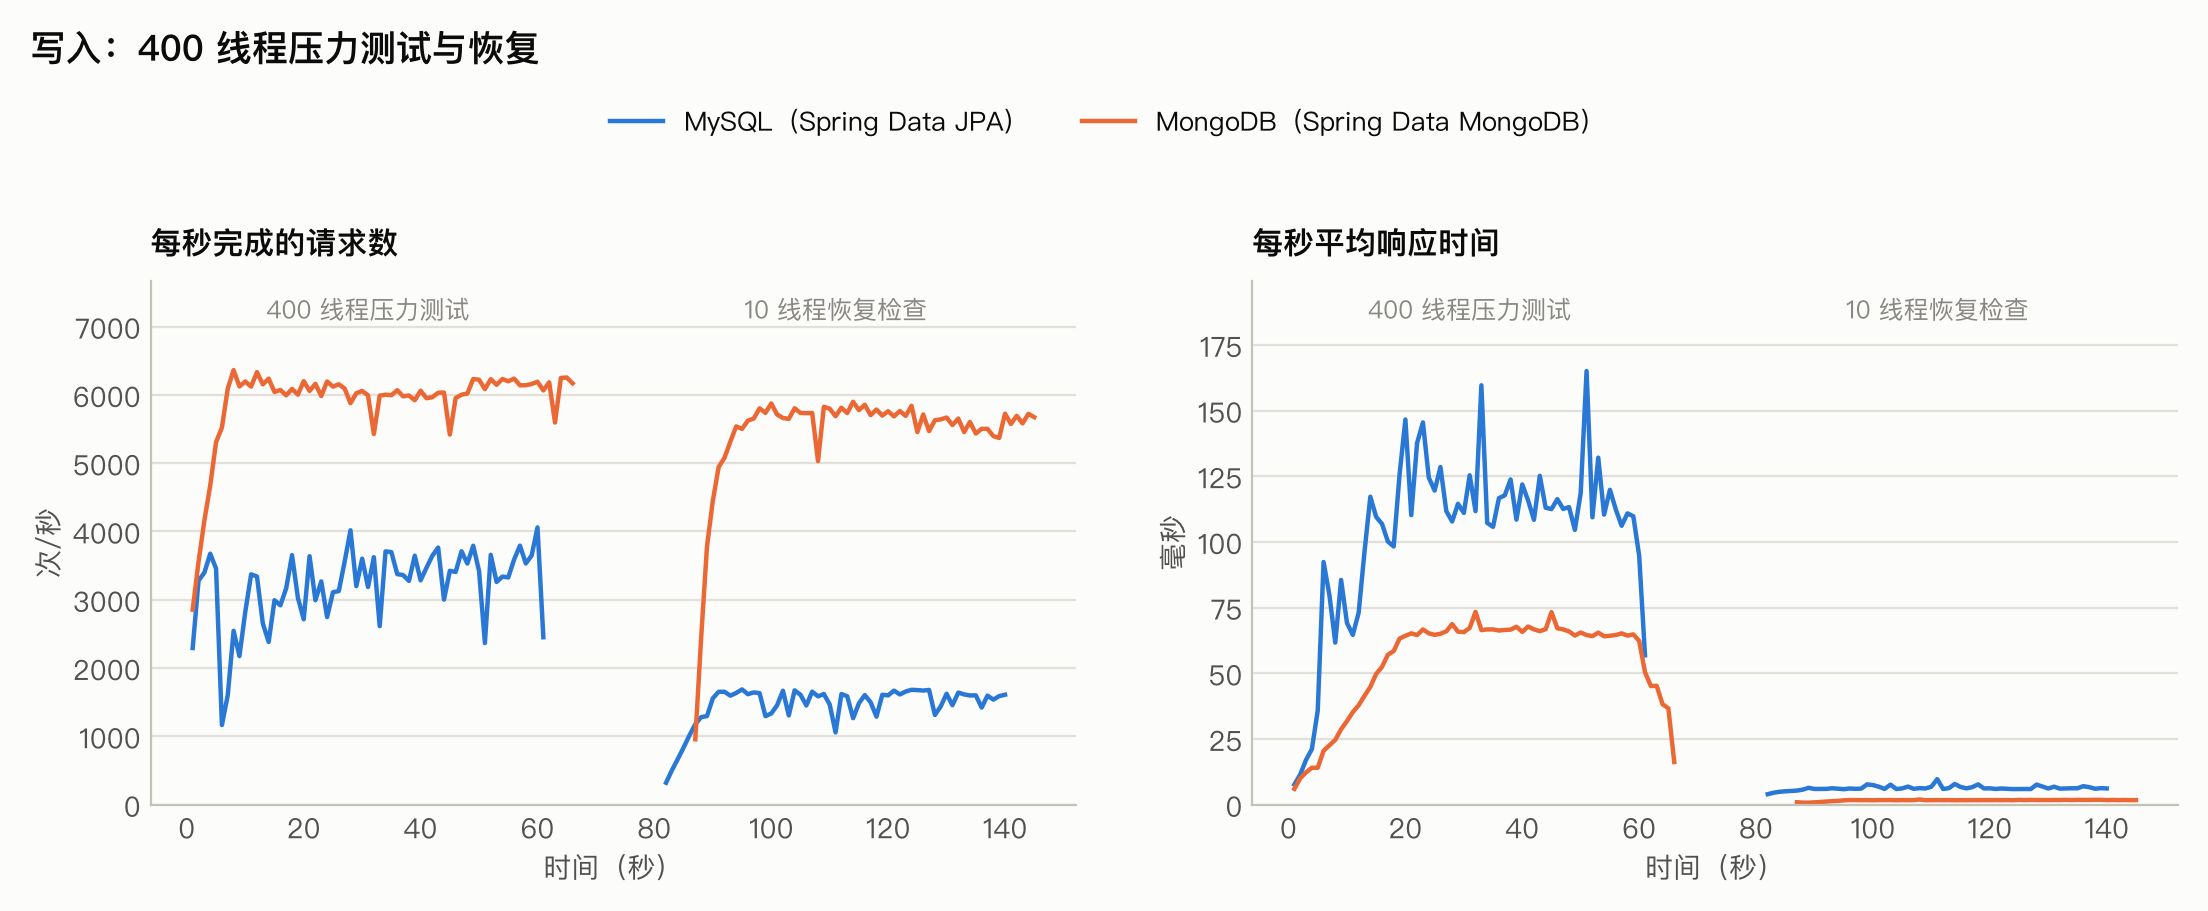 写入：400 线程压力测试与恢复
MySQL（Spring Data JPA） MongoDB（Spring Data MongoDB）
每秒完成的请求数
400 线程压力测试 10 线程恢复检查
7000
6000
5000
4000
3000
2000
1000
0
次/秒
0 20 40 60 80 100 120 140
时间（秒）
每秒平均响应时间
400 线程压力测试 10 线程恢复检查
175
150
125
100
75
50
25
0
毫秒
0 20 40 60 80 100 120 140
时间（秒）